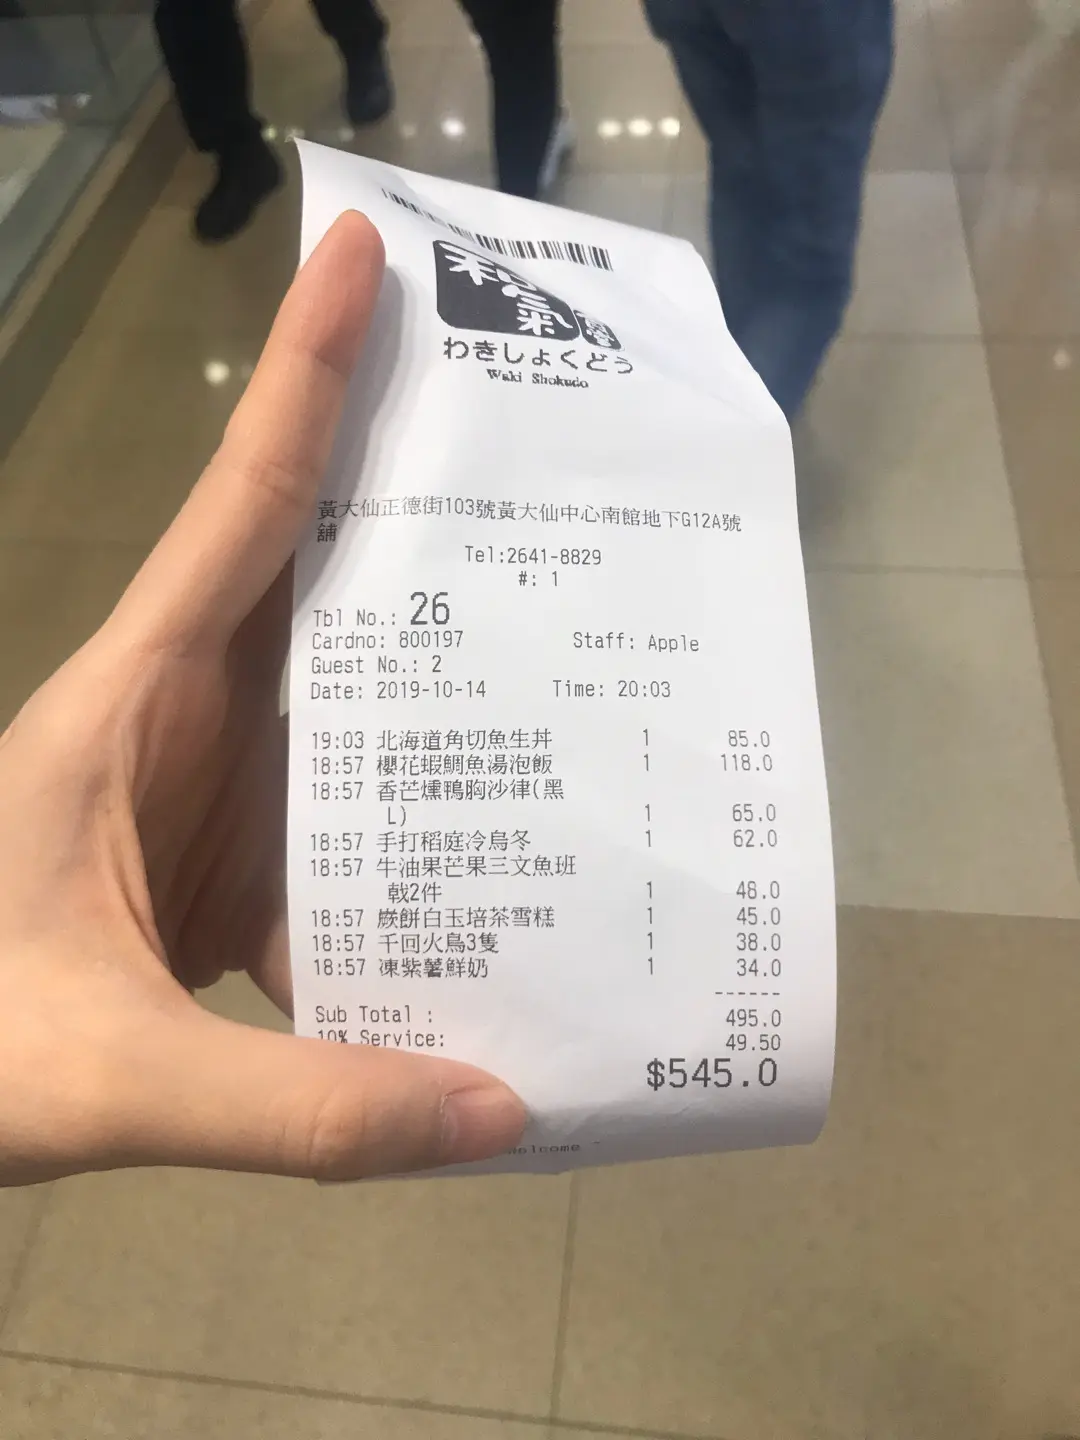 和氣
食堂
わきしょくどう
Waki Shokudo
黃大仙正德街103號黃大仙中心南館地下G12A號
舖
Tel:2641-8829
#: 1
Tbl No.: 26
Cardno: 800197 Staff: Apple
Guest No.: 2
Date: 2019-10-14 Time: 20:03
19:03 北海道角切魚生丼 1 85.0
18:57 櫻花蝦鯛魚湯泡飯 1 118.0
18:57 香芒燻鴨胸沙律(黑
L) 1 65.0
18:57 手打稻庭冷烏冬 1 62.0
18:57 牛油果芒果三文魚班
戟2件 1 48.0
18:57 蕨餅白玉培茶雪糕 1 45.0
18:57 千回火鳥3隻 1 38.0
18:57 凍紫薯鮮奶 1 34.0
------
Sub Total : 495.0
10% Service: 49.50
$545.0
Welcome -